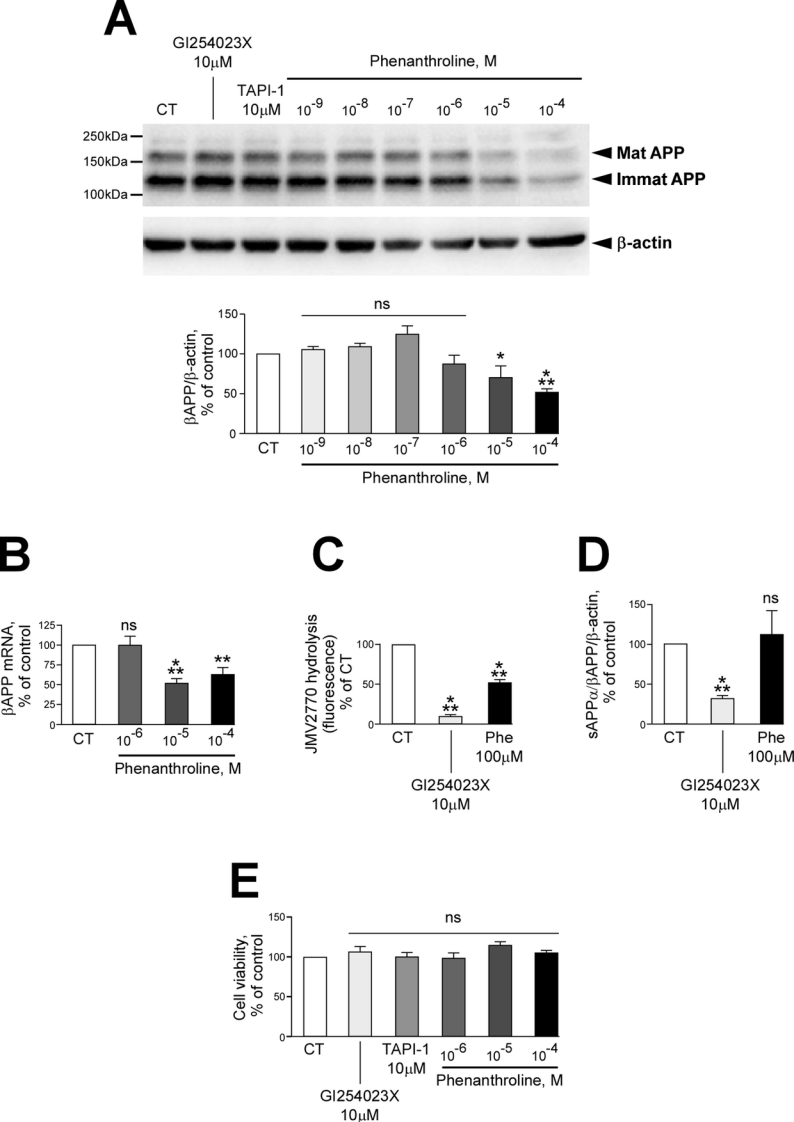 A
GI254023X
10μM
Phenanthroline, M
CT
TAPI-1
10μM
10-9
10-8
10-7
10-6
10-5
10-4
250kDa
150kDa
100kDa
Mat APP
Immat APP
β-actin
βAPP/β-actin,
% of control
150
100
50
0
ns
*
*
**
CT
10-9
10-8
10-7
10-6
10-5
10-4
Phenanthroline, M
B
βAPP mRNA,
% of control
125
100
75
50
25
0
ns
*
**
**
CT
10-6
10-5
10-4
Phenanthroline, M
C
JMV2770 hydrolysis
(fluorescence)
% of CT
100
50
0
*
**
*
**
CT
Phe
100μM
GI254023X
10μM
D
sAPPα/βAPP/β-actin,
% of control
150
100
50
0
*
**
ns
CT
Phe
100μM
GI254023X
10μM
E
Cell viability,
% of control
150
100
50
0
ns
CT
TAPI-1
10μM
10-6
10-5
10-4
Phenanthroline, M
GI254023X
10μM